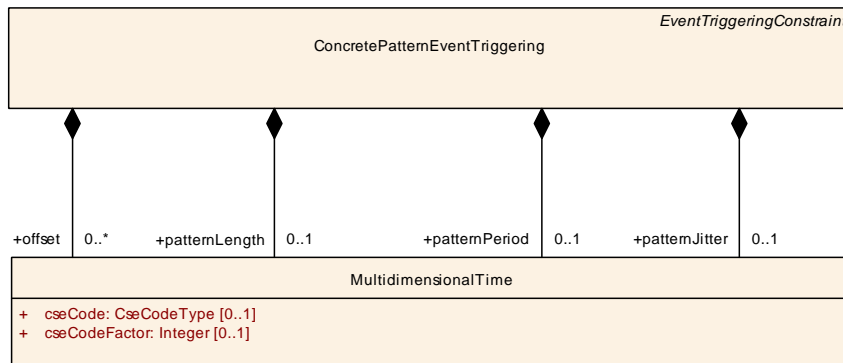 EventTriggeringConstraint
ConcretePatternEventTriggering
+offset 0..* +patternLength 0..1 +patternPeriod 0..1 +patternJitter 0..1
MultidimensionalTime
+ cseCode: CseCodeType [0..1]
+ cseCodeFactor: Integer [0..1]